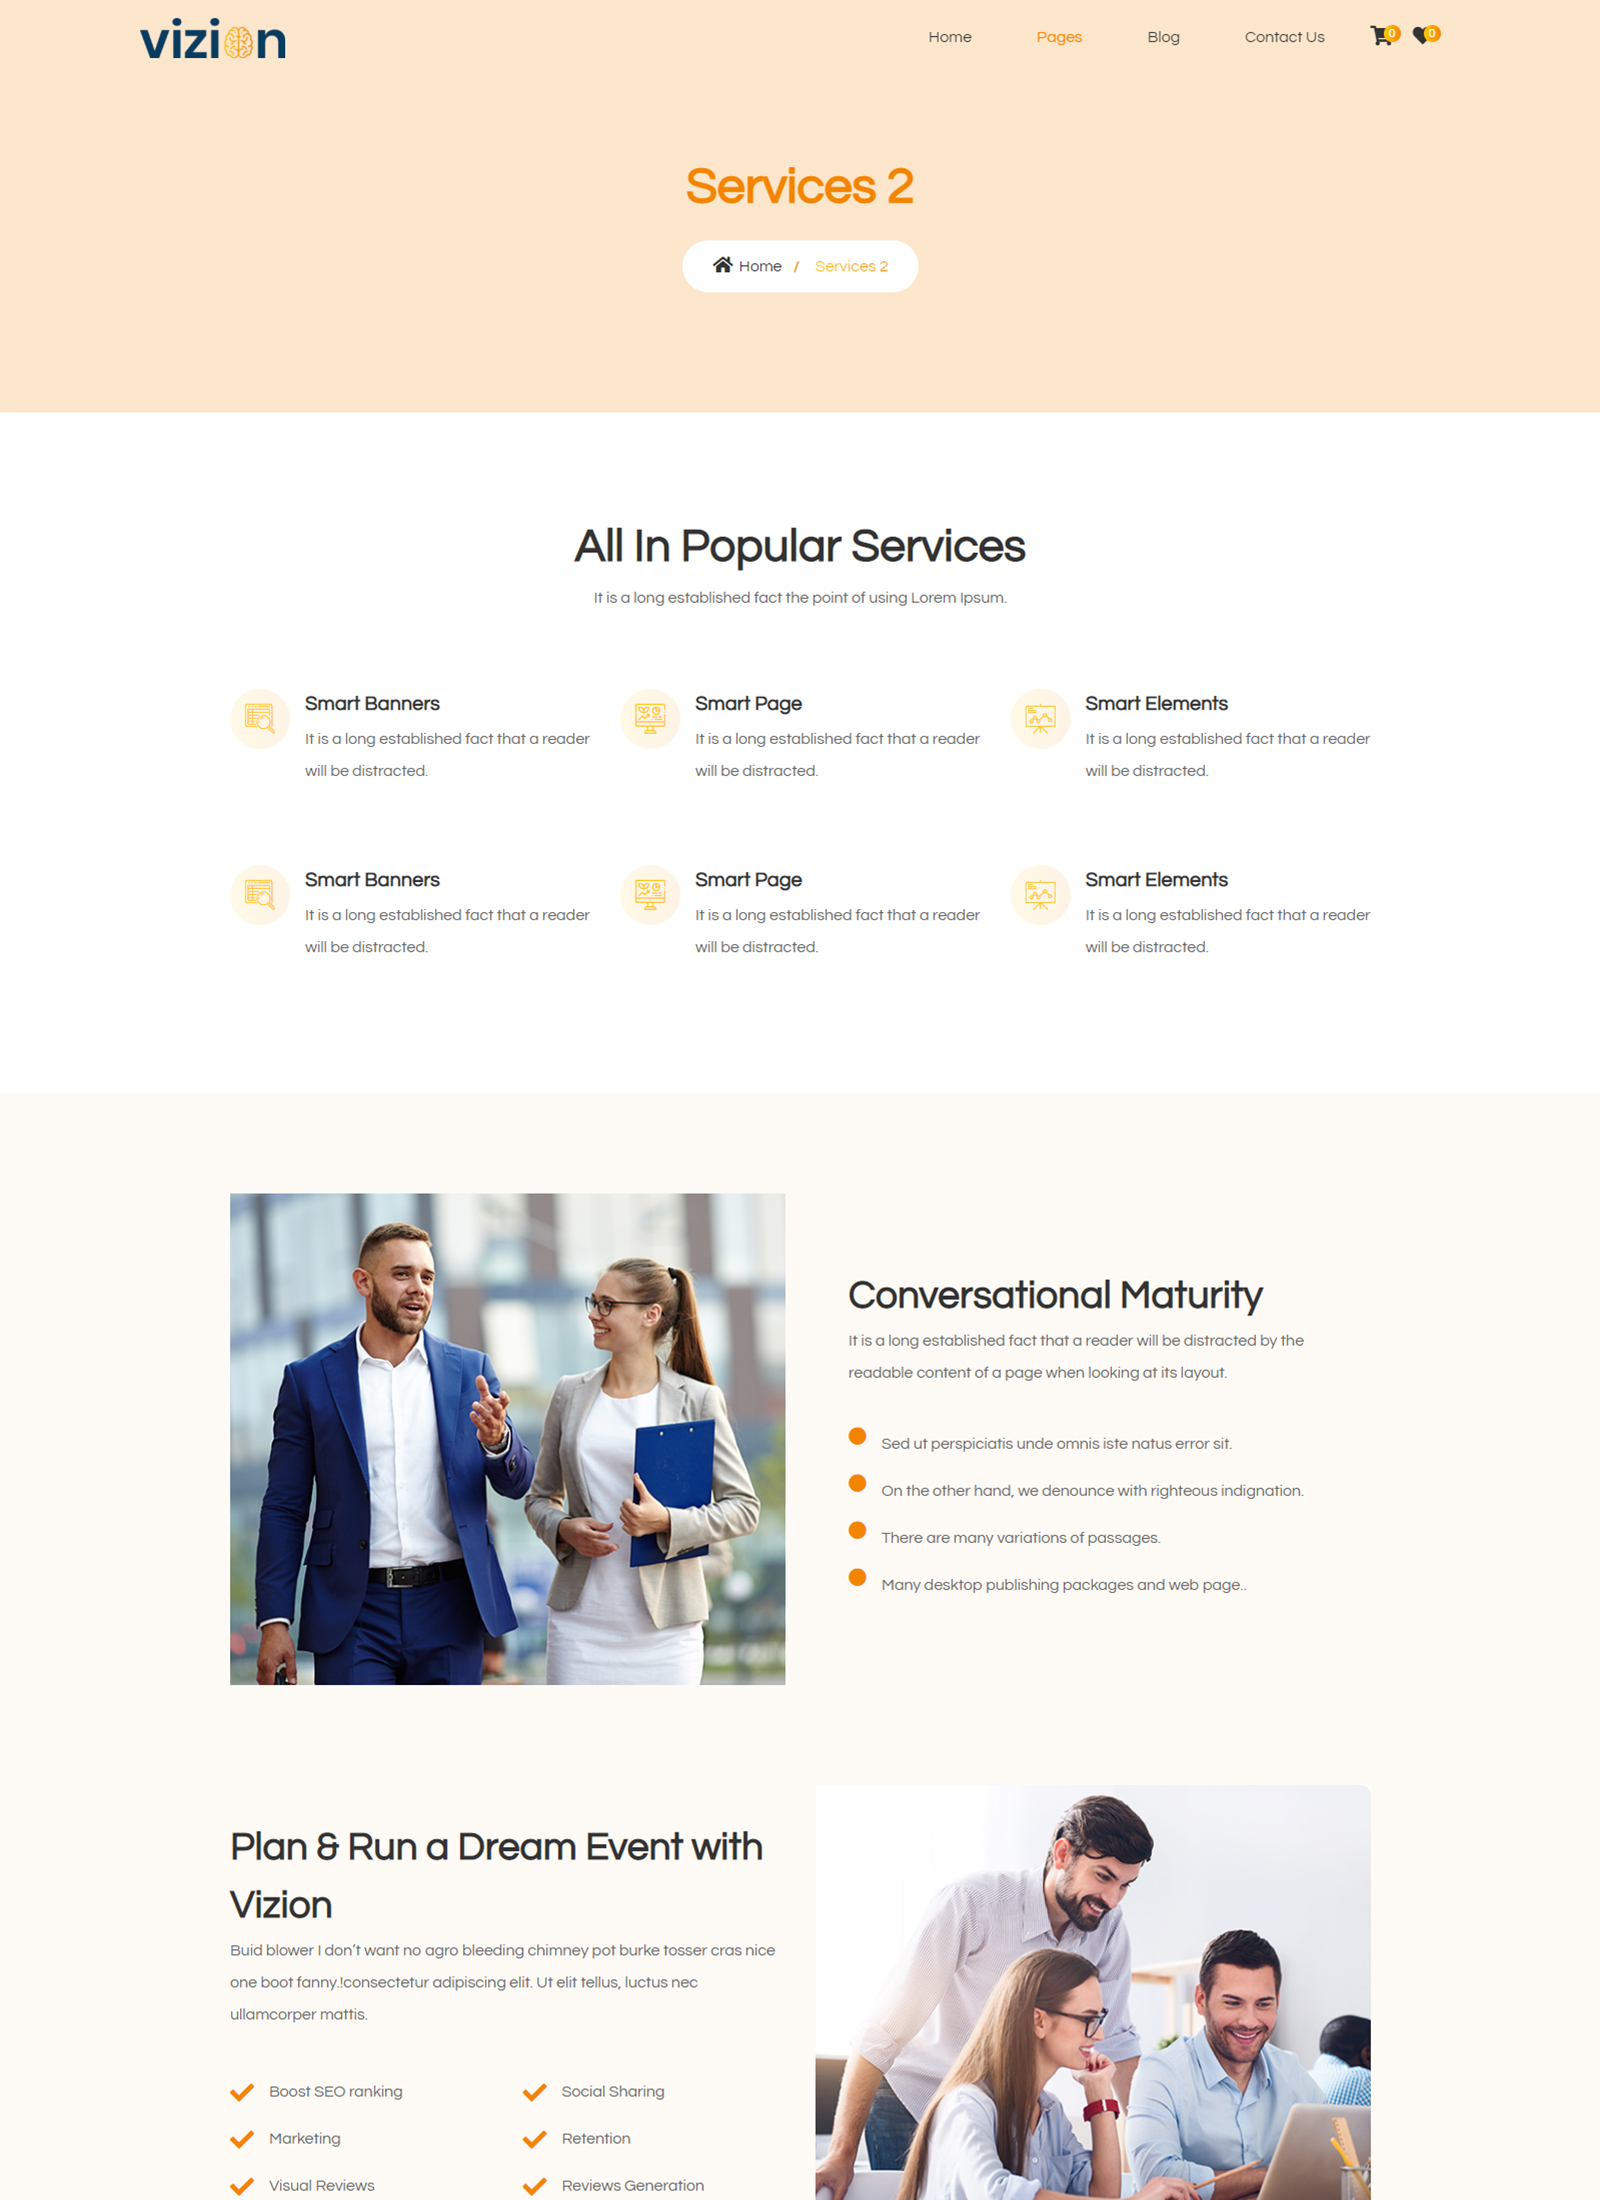 vizion
Home Pages Blog Contact Us 0 0
Services 2
Home / Services 2
All In Popular Services
It is a long established fact the point of using Lorem Ipsum.
Smart Banners
It is a long established fact that a reader
will be distracted.
Smart Page
It is a long established fact that a reader
will be distracted.
Smart Elements
It is a long established fact that a reader
will be distracted.
Smart Banners
It is a long established fact that a reader
will be distracted.
Smart Page
It is a long established fact that a reader
will be distracted.
Smart Elements
It is a long established fact that a reader
will be distracted.
Conversational Maturity
It is a long established fact that a reader will be distracted by the
readable content of a page when looking at its layout.
Sed ut perspiciatis unde omnis iste natus error sit.
On the other hand, we denounce with righteous indignation.
There are many variations of passages.
Many desktop publishing packages and web page..
Plan & Run a Dream Event with
Vizion
Buid blower I don’t want no agro bleeding chimney pot burke tosser cras nice
one boot fanny.!consectetur adipiscing elit. Ut elit tellus, luctus nec
ullamcorper mattis.
Boost SEO ranking
Social Sharing
Marketing
Retention
Visual Reviews
Reviews Generation